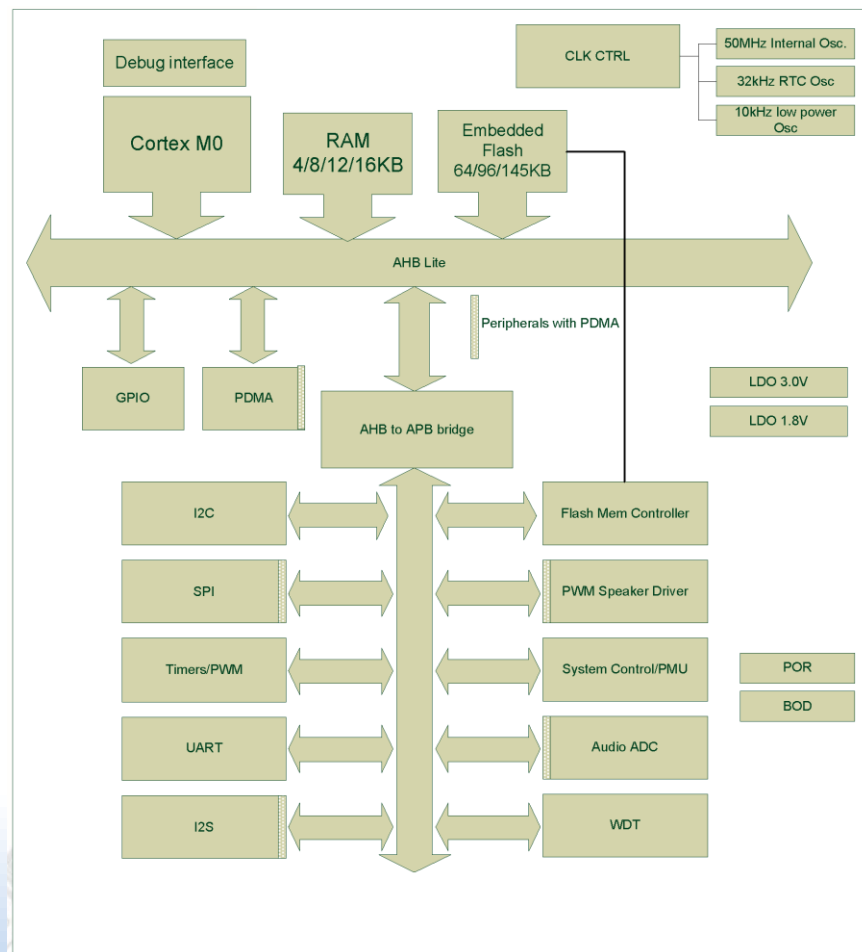 Debug interface
Cortex M0
RAM
4/8/12/16KB
Embedded
Flash
64/96/145KB
CLK CTRL
50MHz Internal Osc.
32kHz RTC Osc
10kHz low power
Osc
AHB Lite
Peripherals with PDMA
GPIO
PDMA
AHB to APB bridge
LDO 3.0V
LDO 1.8V
I2C
Flash Mem Controller
SPI
PWM Speaker Driver
Timers/PWM
System Control/PMU
POR
BOD
UART
Audio ADC
I2S
WDT